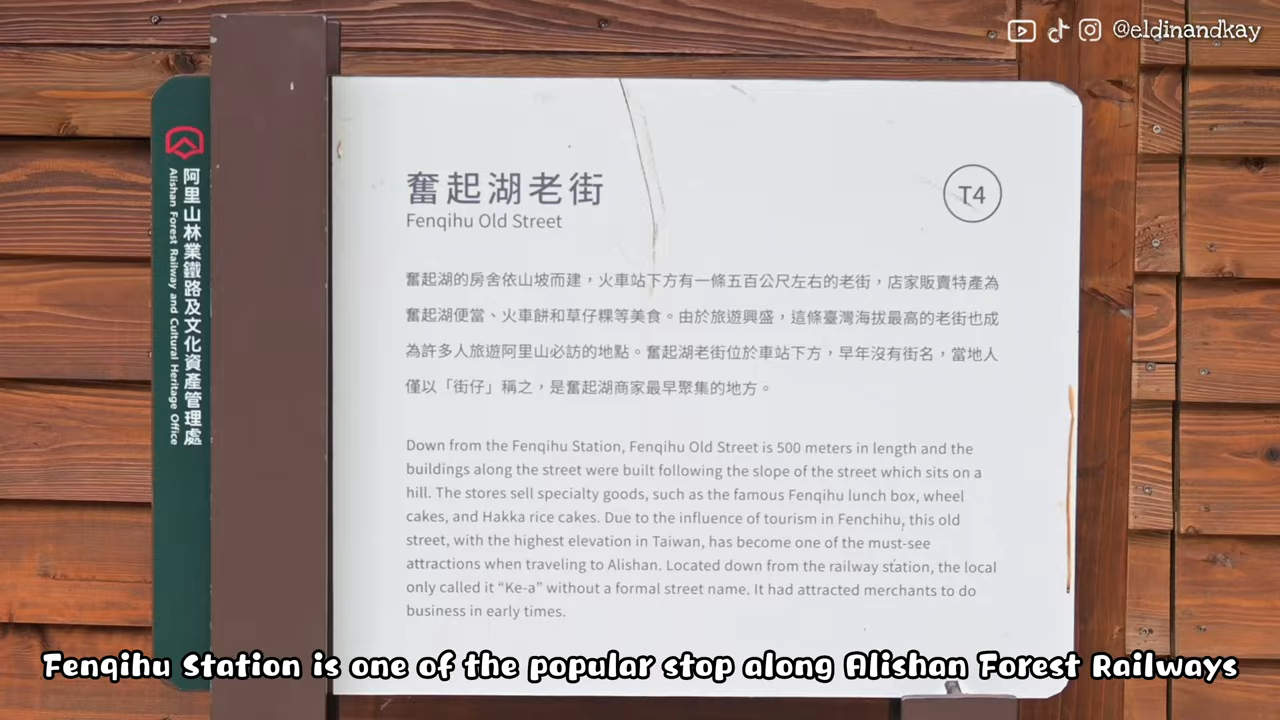 @eldinandkay
阿里山林業鐵路及文化資產管理處
Alishan Forest Railway and Cultural Heritage Office
奮起湖老街
Fenqihu Old Street
T4
奮起湖的房舍依山坡而建，火車站下方有一條五百公尺左右的老街，店家販賣特產為
奮起湖便當、火車餅和草仔粿等美食。由於旅遊興盛，這條臺灣海拔最高的老街也成
為許多人旅遊阿里山必訪的地點。奮起湖老街位於車站下方，早年沒有街名，當地人
僅以「街仔」稱之，是奮起湖商家最早聚集的地方。
Down from the Fenqihu Station, Fenqihu Old Street is 500 meters in length and the
buildings along the street were built following the slope of the street which sits on a
hill. The stores sell specialty goods, such as the famous Fenqihu lunch box, wheel
cakes, and Hakka rice cakes. Due to the influence of tourism in Fenchihu, this old
street, with the highest elevation in Taiwan, has become one of the must-see
attractions when traveling to Alishan. Located down from the railway station, the local
only called it “Ke-a” without a formal street name. It had attracted merchants to do
business in early times.
Fenqihu Station is one of the popular stop along Alishan Forest Railways